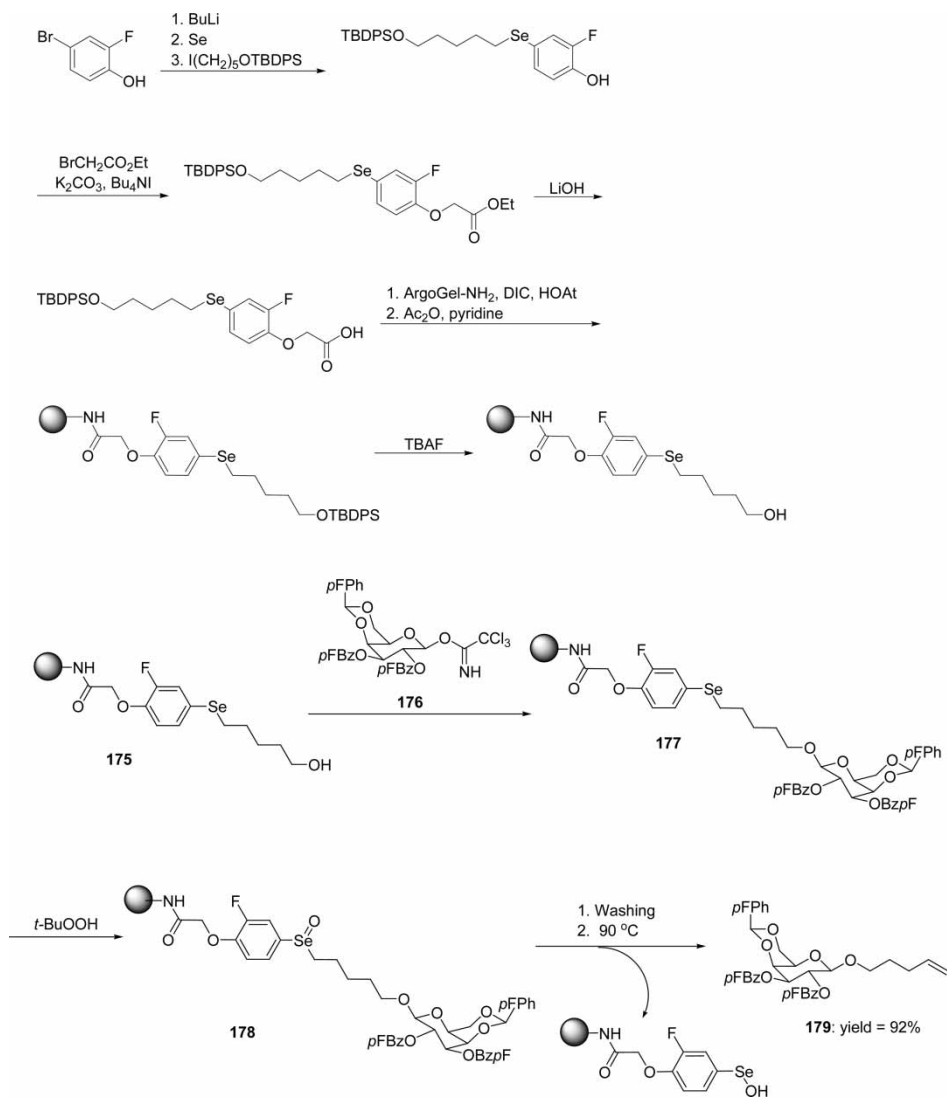 Br
F
OH
1. BuLi
2. Se
3. I(CH2)5OTBDPS
TBDPSO
Se
F
OH
BrCH2CO2Et
K2CO3, Bu4NI
TBDPSO
Se
F
O
OEt
O
LiOH
TBDPSO
Se
F
O
OH
O
1. ArgoGel-NH2, DIC, HOAt
2. Ac2O, pyridine
NH
O
F
O
Se
OTBDPS
TBAF
NH
O
F
O
Se
OH
NH
O
F
O
Se
OH
175
pFPh
O
O
O
O
CCl3
NH
pFBzO
pFBzO
176
NH
O
F
O
Se
177
O
O
O
O
pFPh
pFBzO
OBzpF
t-BuOOH
NH
O
F
O
O
Se
178
O
O
O
O
pFPh
pFBzO
OBzpF
1. Washing
2. 90 °C
NH
O
F
O
Se
OH
pFPh
O
O
O
O
pFBzO
pFBzO
179: yield = 92%